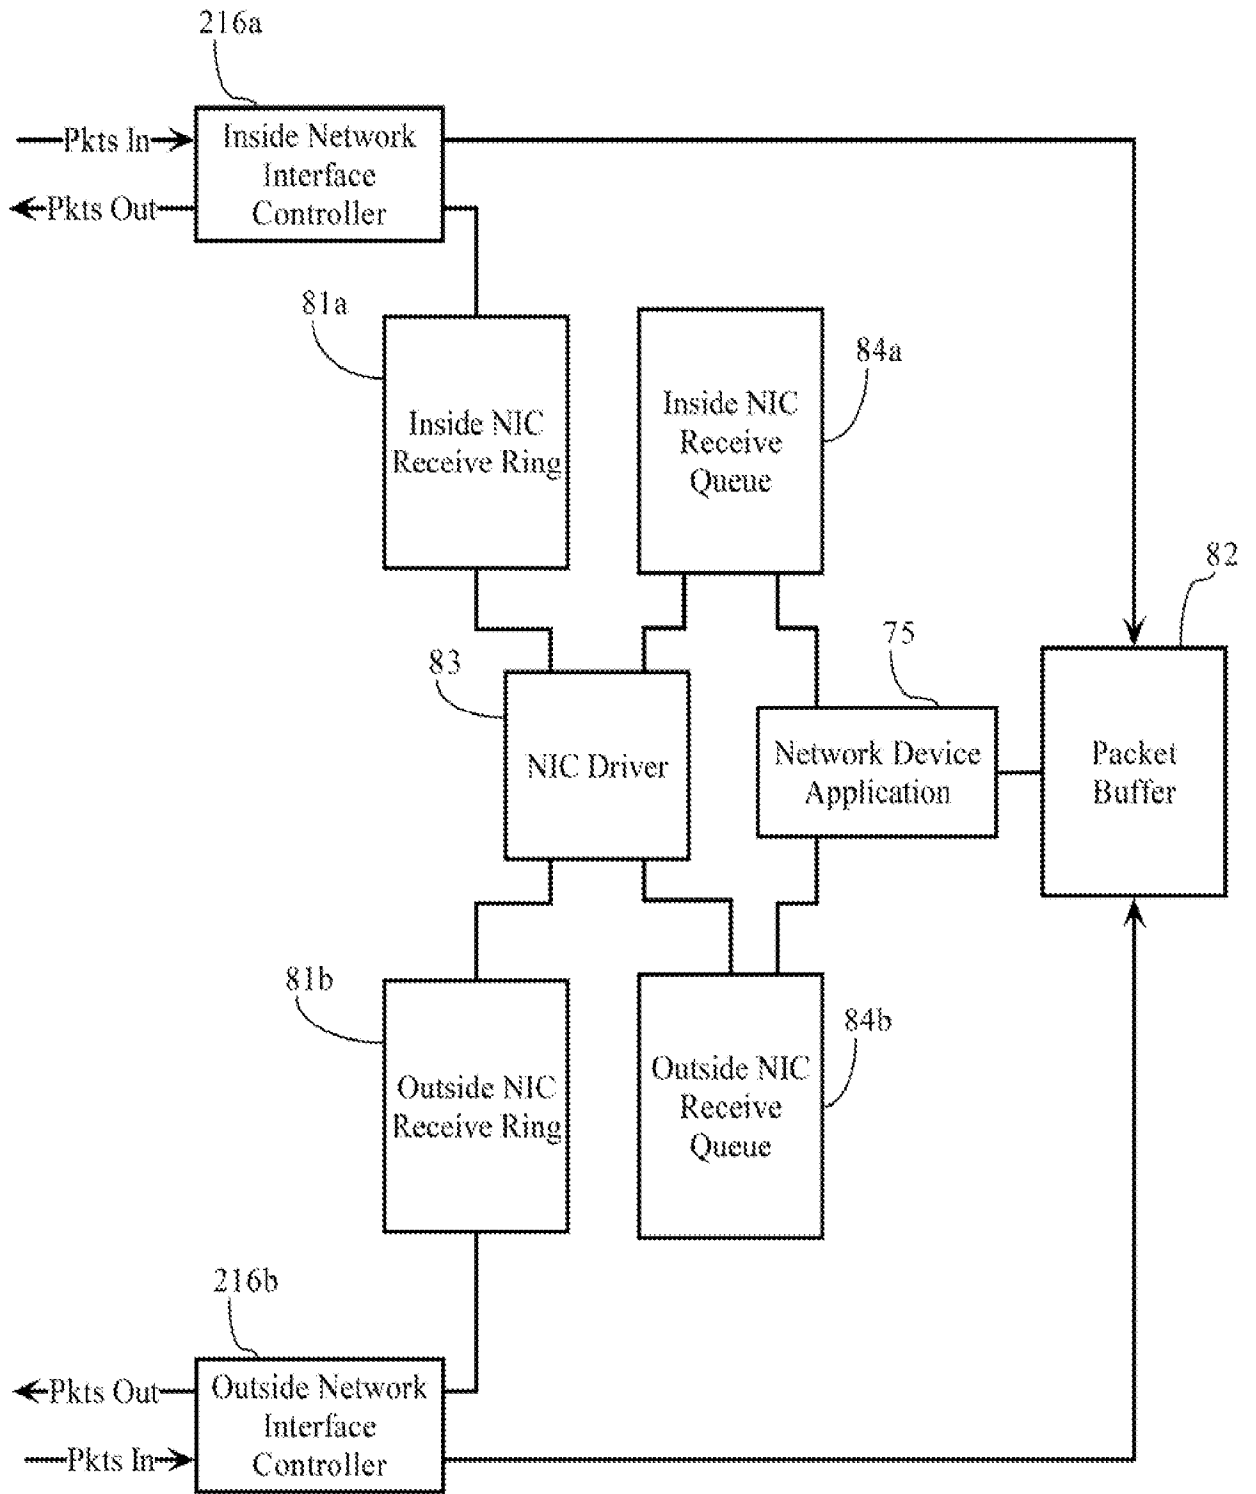 216a
Pkts In
Pkts Out
Inside Network
Interface
Controller
81a
Inside NIC
Receive Ring
84a
Inside NIC
Receive
Queue
82
83
75
NIC Driver
Network Device
Application
Packet
Buffer
81b
Outside NIC
Receive Ring
84b
Outside NIC
Receive
Queue
216b
Pkts Out
Pkts In
Outside Network
Interface
Controller